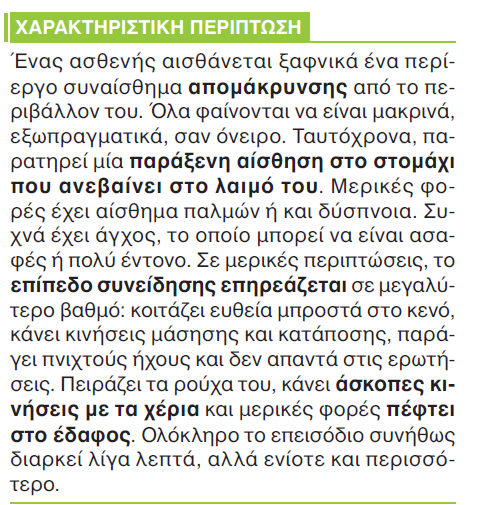 ΧΑΡΑΚΤΗΡΙΣΤΙΚΗ ΠΕΡΙΠΤΩΣΗ
Ένας ασθενής αισθάνεται ξαφνικά ένα περί-
εργο συναίσθημα απομάκρυνσης από το πε-
ριβάλλον του. Όλα φαίνονται να είναι μακρινά,
εξωπραγματικά, σαν όνειρο. Ταυτόχρονα, πα-
ρατηρεί μία παράξενη αίσθηση στο στομάχι
που ανεβαίνει στο λαιμό του. Μερικές φο-
ρές έχει αίσθημα παλμών ή και δύσπνοια. Συ-
χνά έχει άγχος, το οποίο μπορεί να είναι ασα-
φές ή πολύ έντονο. Σε μερικές περιπτώσεις, το
επίπεδο συνείδησης επηρεάζεται σε μεγαλύ-
τερο βαθμό: κοιτάζει ευθεία μπροστά στο κενό,
κάνει κινήσεις μάσησης και κατάποσης, παρά-
γει πνιχτούς ήχους και δεν απαντά στις ερωτή-
σεις. Πειράζει τα ρούχα του, κάνει άσκοπες κι-
νήσεις με τα χέρια και μερικές φορές πέφτει
στο έδαφος. Ολόκληρο το επεισόδιο συνήθως
διαρκεί λίγα λεπτά, αλλά ενίοτε και περισσό-
τερο.